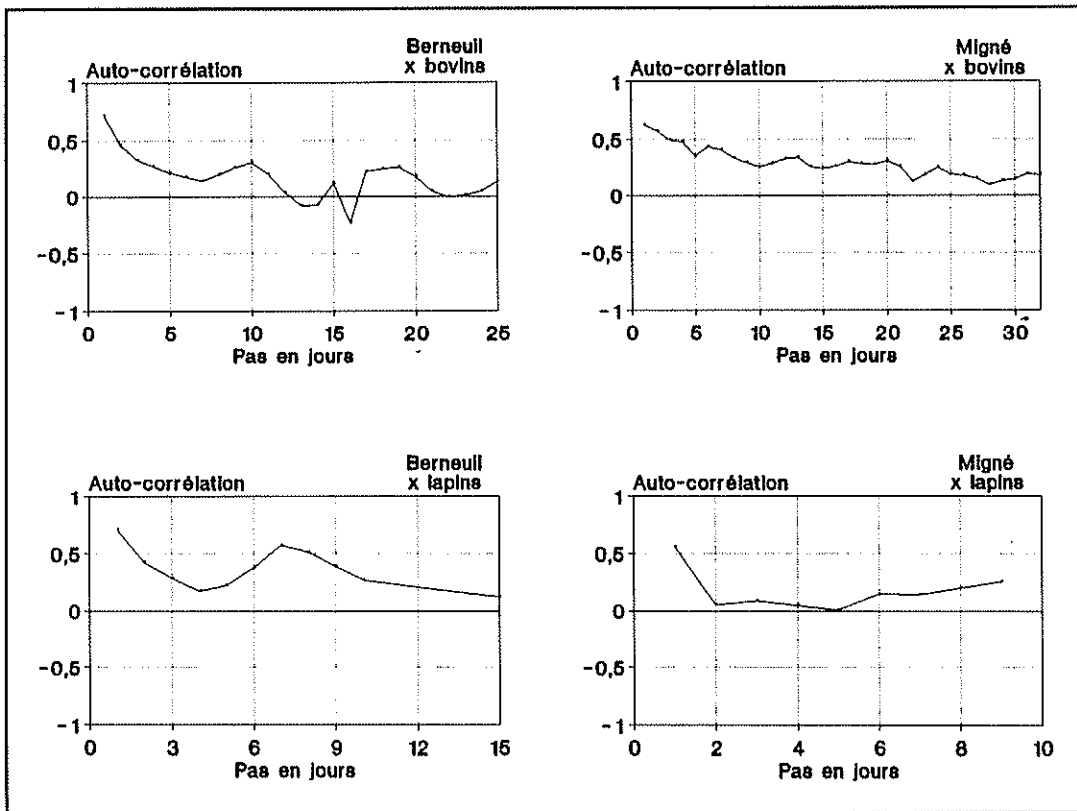 Berneuil
Auto-corrélation x bovins
1
0,5
0
-0,5
-1
0 5 10 15 20 25
Pas en jours
Migné
Auto-corrélation x bovins
1
0,5
0
-0,5
-1
0 5 10 15 20 25 30
Pas en jours
Berneuil
Auto-corrélation x lapins
1
0,5
0
-0,5
-1
0 3 6 9 12 15
Pas en jours
Migné
Auto-corrélation x lapins
1
0,5
0
-0,5
-1
0 2 4 6 8 10
Pas en jours